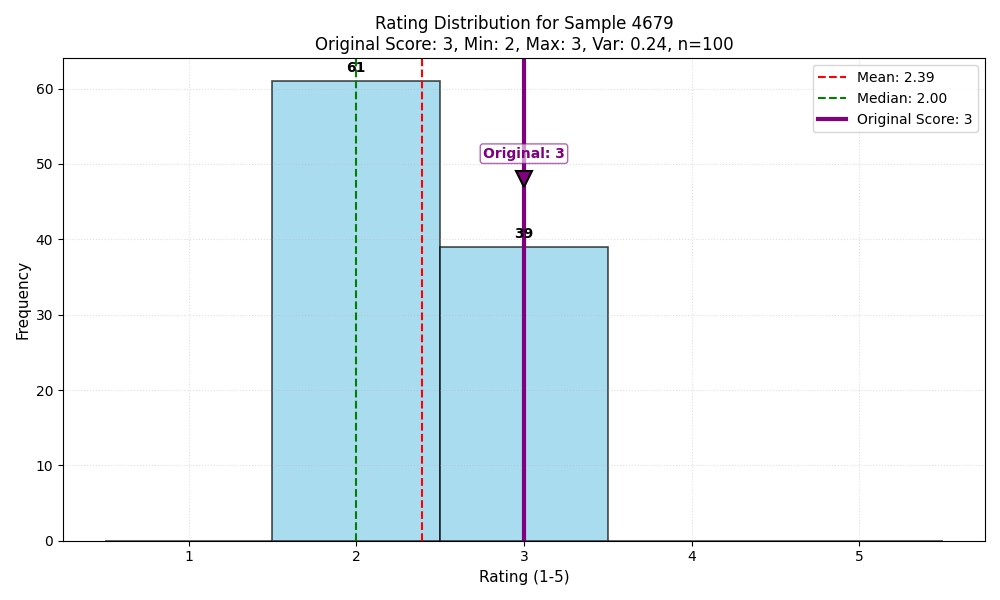 Rating Distribution for Sample 4679
Original Score: 3, Min: 2, Max: 3, Var: 0.24, n=100
Mean: 2.39
Median: 2.00
Original Score: 3
61
Original: 3
39
Frequency
60
50
40
30
20
10
0
1 2 3 4 5
Rating (1-5)